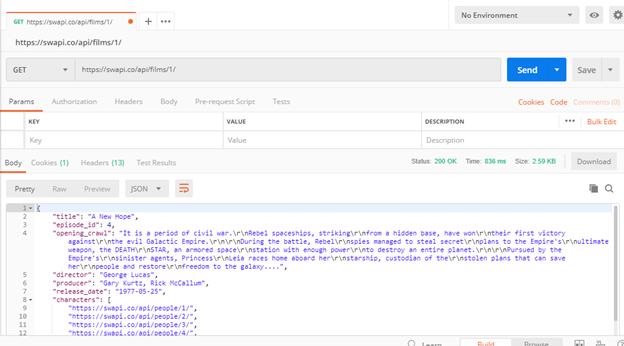 GET https://swapi.co/api/films/1/ + ••• No Environment
https://swapi.co/api/films/1/
GET https://swapi.co/api/films/1/ Send Save
Params Authorization Headers Body Pre-request Script Tests Cookies Code Comments (0)
KEY VALUE DESCRIPTION ••• Bulk Edit
Key Value Description
Body Cookies (1) Headers (13) Test Results Status: 200 OK Time: 836 ms Size: 2.59 KB Download
Pretty Raw Preview JSON
1 {
2 "title": "A New Hope",
3 "episode_id": 4,
4 "opening_crawl": "It is a period of civil war.\r\nRebel spaceships, striking\r\nfrom a hidden base, have won\r\ntheir first victory
against\r\nthe evil Galactic Empire.\r\n\r\nDuring the battle, Rebel\r\nspies managed to steal secret\r\nplans to the Empire's\r\nultimate
weapon, the DEATH\r\nSTAR, an armored space\r\nstation with enough power\r\nto destroy an entire planet.\r\n\r\nPursued by the
Empire's\r\nsinister agents, Princess\r\nLeia races home aboard her\r\nstarship, custodian of the\r\nstolen plans that can save
her\r\npeople and restore\r\nfreedom to the galaxy....",
5 "director": "George Lucas",
6 "producer": "Gary Kurtz, Rick McCallum",
7 "release_date": "1977-05-25",
8 "characters": [
9 "https://swapi.co/api/people/1/",
10 "https://swapi.co/api/people/2/",
11 "https://swapi.co/api/people/3/",
12 "https://swapi.co/api/people/4/",
Learn Build Browse